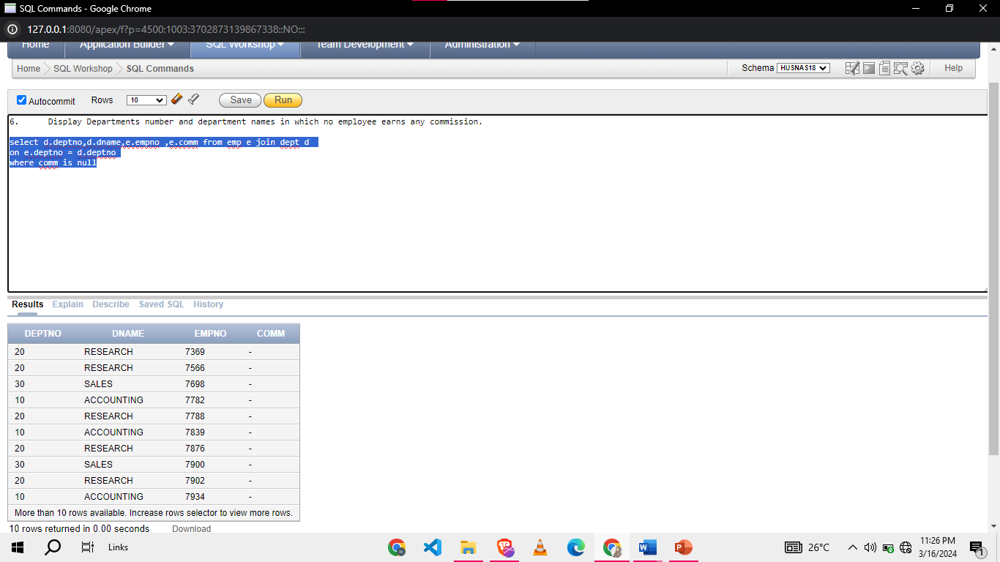 SQL Commands - Google Chrome
127.0.0.1:8080/apex/f?p=4500:1003:3702873139867338::NO:::
Home Application Builder SQL Workshop Team Development Administration
Home SQL Workshop SQL Commands Schema HUSNAS18 Help
Autocommit Rows 10 Save Run
6. Display Departments number and department names in which no employee earns any commission.
select d.deptno,d.dname,e.empno ,e.comm from emp e join dept d
on e.deptno = d.deptno
where comm is null
Results Explain Describe Saved SQL History
DEPTNO DNAME EMPNO COMM
20 RESEARCH 7369 -
20 RESEARCH 7566 -
30 SALES 7698 -
10 ACCOUNTING 7782 -
20 RESEARCH 7788 -
10 ACCOUNTING 7839 -
20 RESEARCH 7876 -
30 SALES 7900 -
20 RESEARCH 7902 -
10 ACCOUNTING 7934 -
More than 10 rows available. Increase rows selector to view more rows.
10 rows returned in 0.00 seconds Download
Links 26°C 11:26 PM
3/16/2024 1